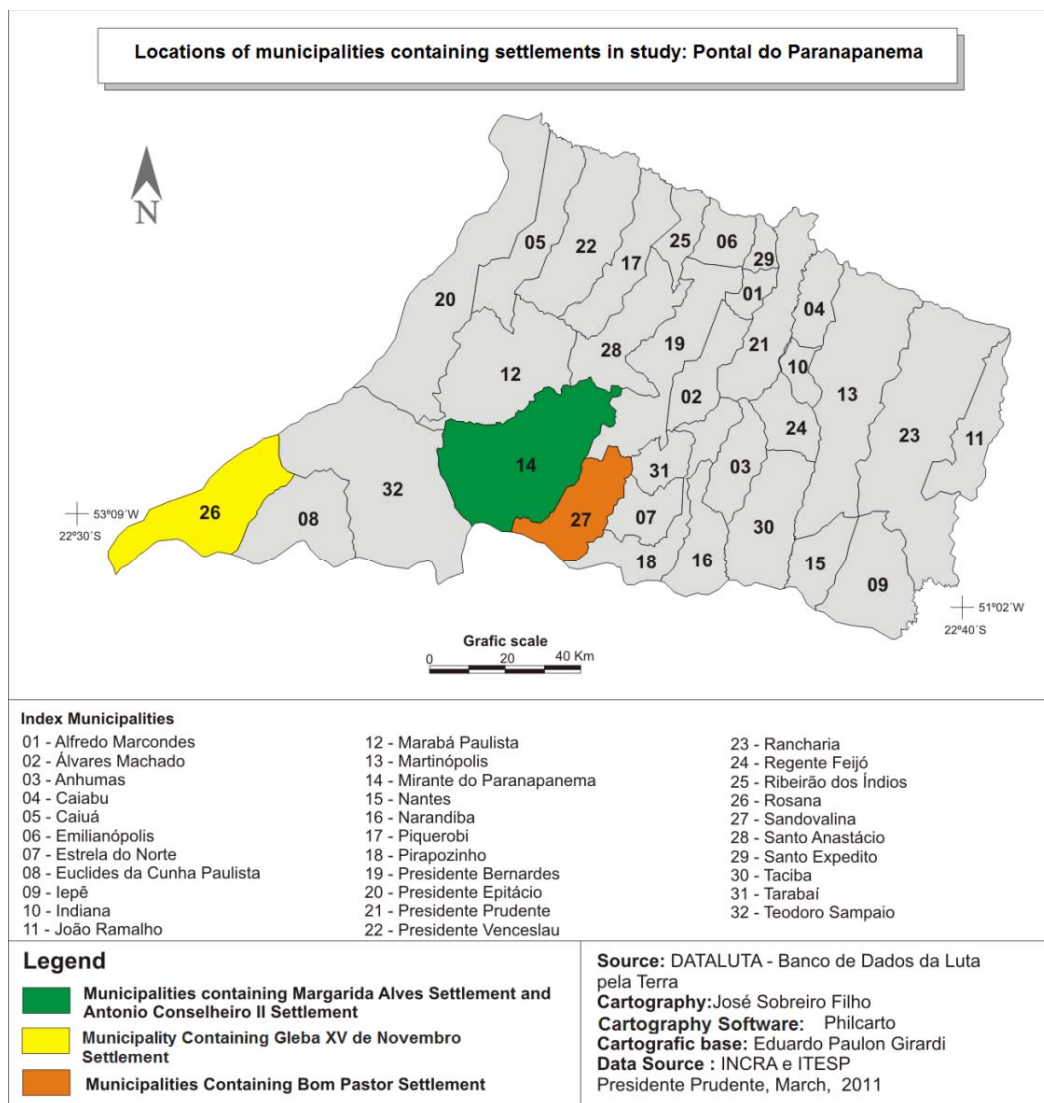 Locations of municipalities containing settlements in study: Pontal do Paranapanema
N
05
22
17
25
06
29
01
04
20
28
19
21
10
12
02
13
24
23
11
14
31
03
32
26
08
27
07
30
18
16
15
09
53º09´W
22º30´S
51º02´W
22º40´S
Grafic scale
0 20 40 Km
Index Municipalities
01 - Alfredo Marcondes
02 - Álvares Machado
03 - Anhumas
04 - Caiabu
05 - Caiuá
06 - Emilianópolis
07 - Estrela do Norte
08 - Euclides da Cunha Paulista
09 - Iepê
10 - Indiana
11 - João Ramalho
12 - Marabá Paulista
13 - Martinópolis
14 - Mirante do Paranapanema
15 - Nantes
16 - Narandiba
17 - Piquerobi
18 - Pirapozinho
19 - Presidente Bernardes
20 - Presidente Epitácio
21 - Presidente Prudente
22 - Presidente Venceslau
23 - Rancharia
24 - Regente Feijó
25 - Ribeirão dos Índios
26 - Rosana
27 - Sandovalina
28 - Santo Anastácio
29 - Santo Expedito
30 - Taciba
31 - Tarabaí
32 - Teodoro Sampaio
Legend
Municipalities containing Margarida Alves Settlement and
Antonio Conselheiro II Settlement
Municipality Containing Gleba XV de Novembro
Settlement
Municipalities Containing Bom Pastor Settlement
Source: DATALUTA - Banco de Dados da Luta
pela Terra
Cartography:José Sobreiro Filho
Cartography Software: Philcarto
Cartografic base: Eduardo Paulon Girardi
Data Source : INCRA e ITESP
Presidente Prudente, March, 2011